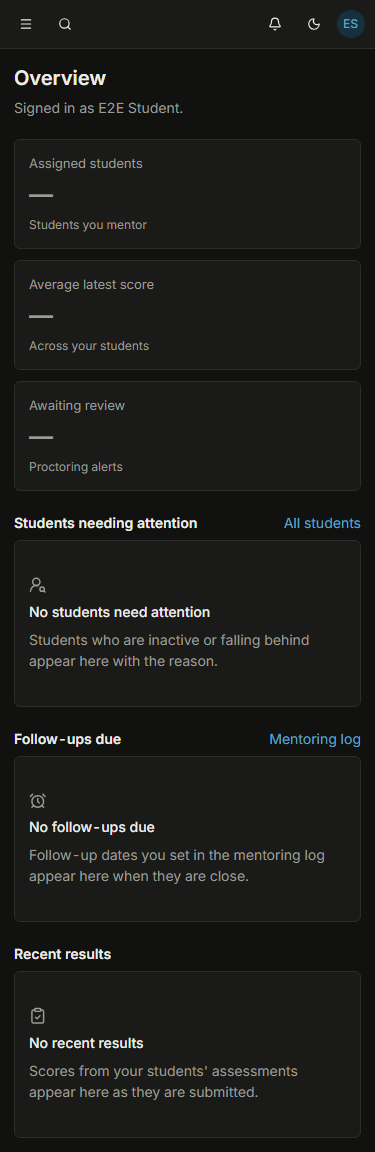 ES
Overview
Signed in as E2E Student.
Assigned students
—
Students you mentor
Average latest score
—
Across your students
Awaiting review
—
Proctoring alerts
Students needing attention
All students
No students need attention
Students who are inactive or falling behind
appear here with the reason.
Follow-ups due
Mentoring log
No follow-ups due
Follow-up dates you set in the mentoring log
appear here when they are close.
Recent results
No recent results
Scores from your students' assessments
appear here as they are submitted.